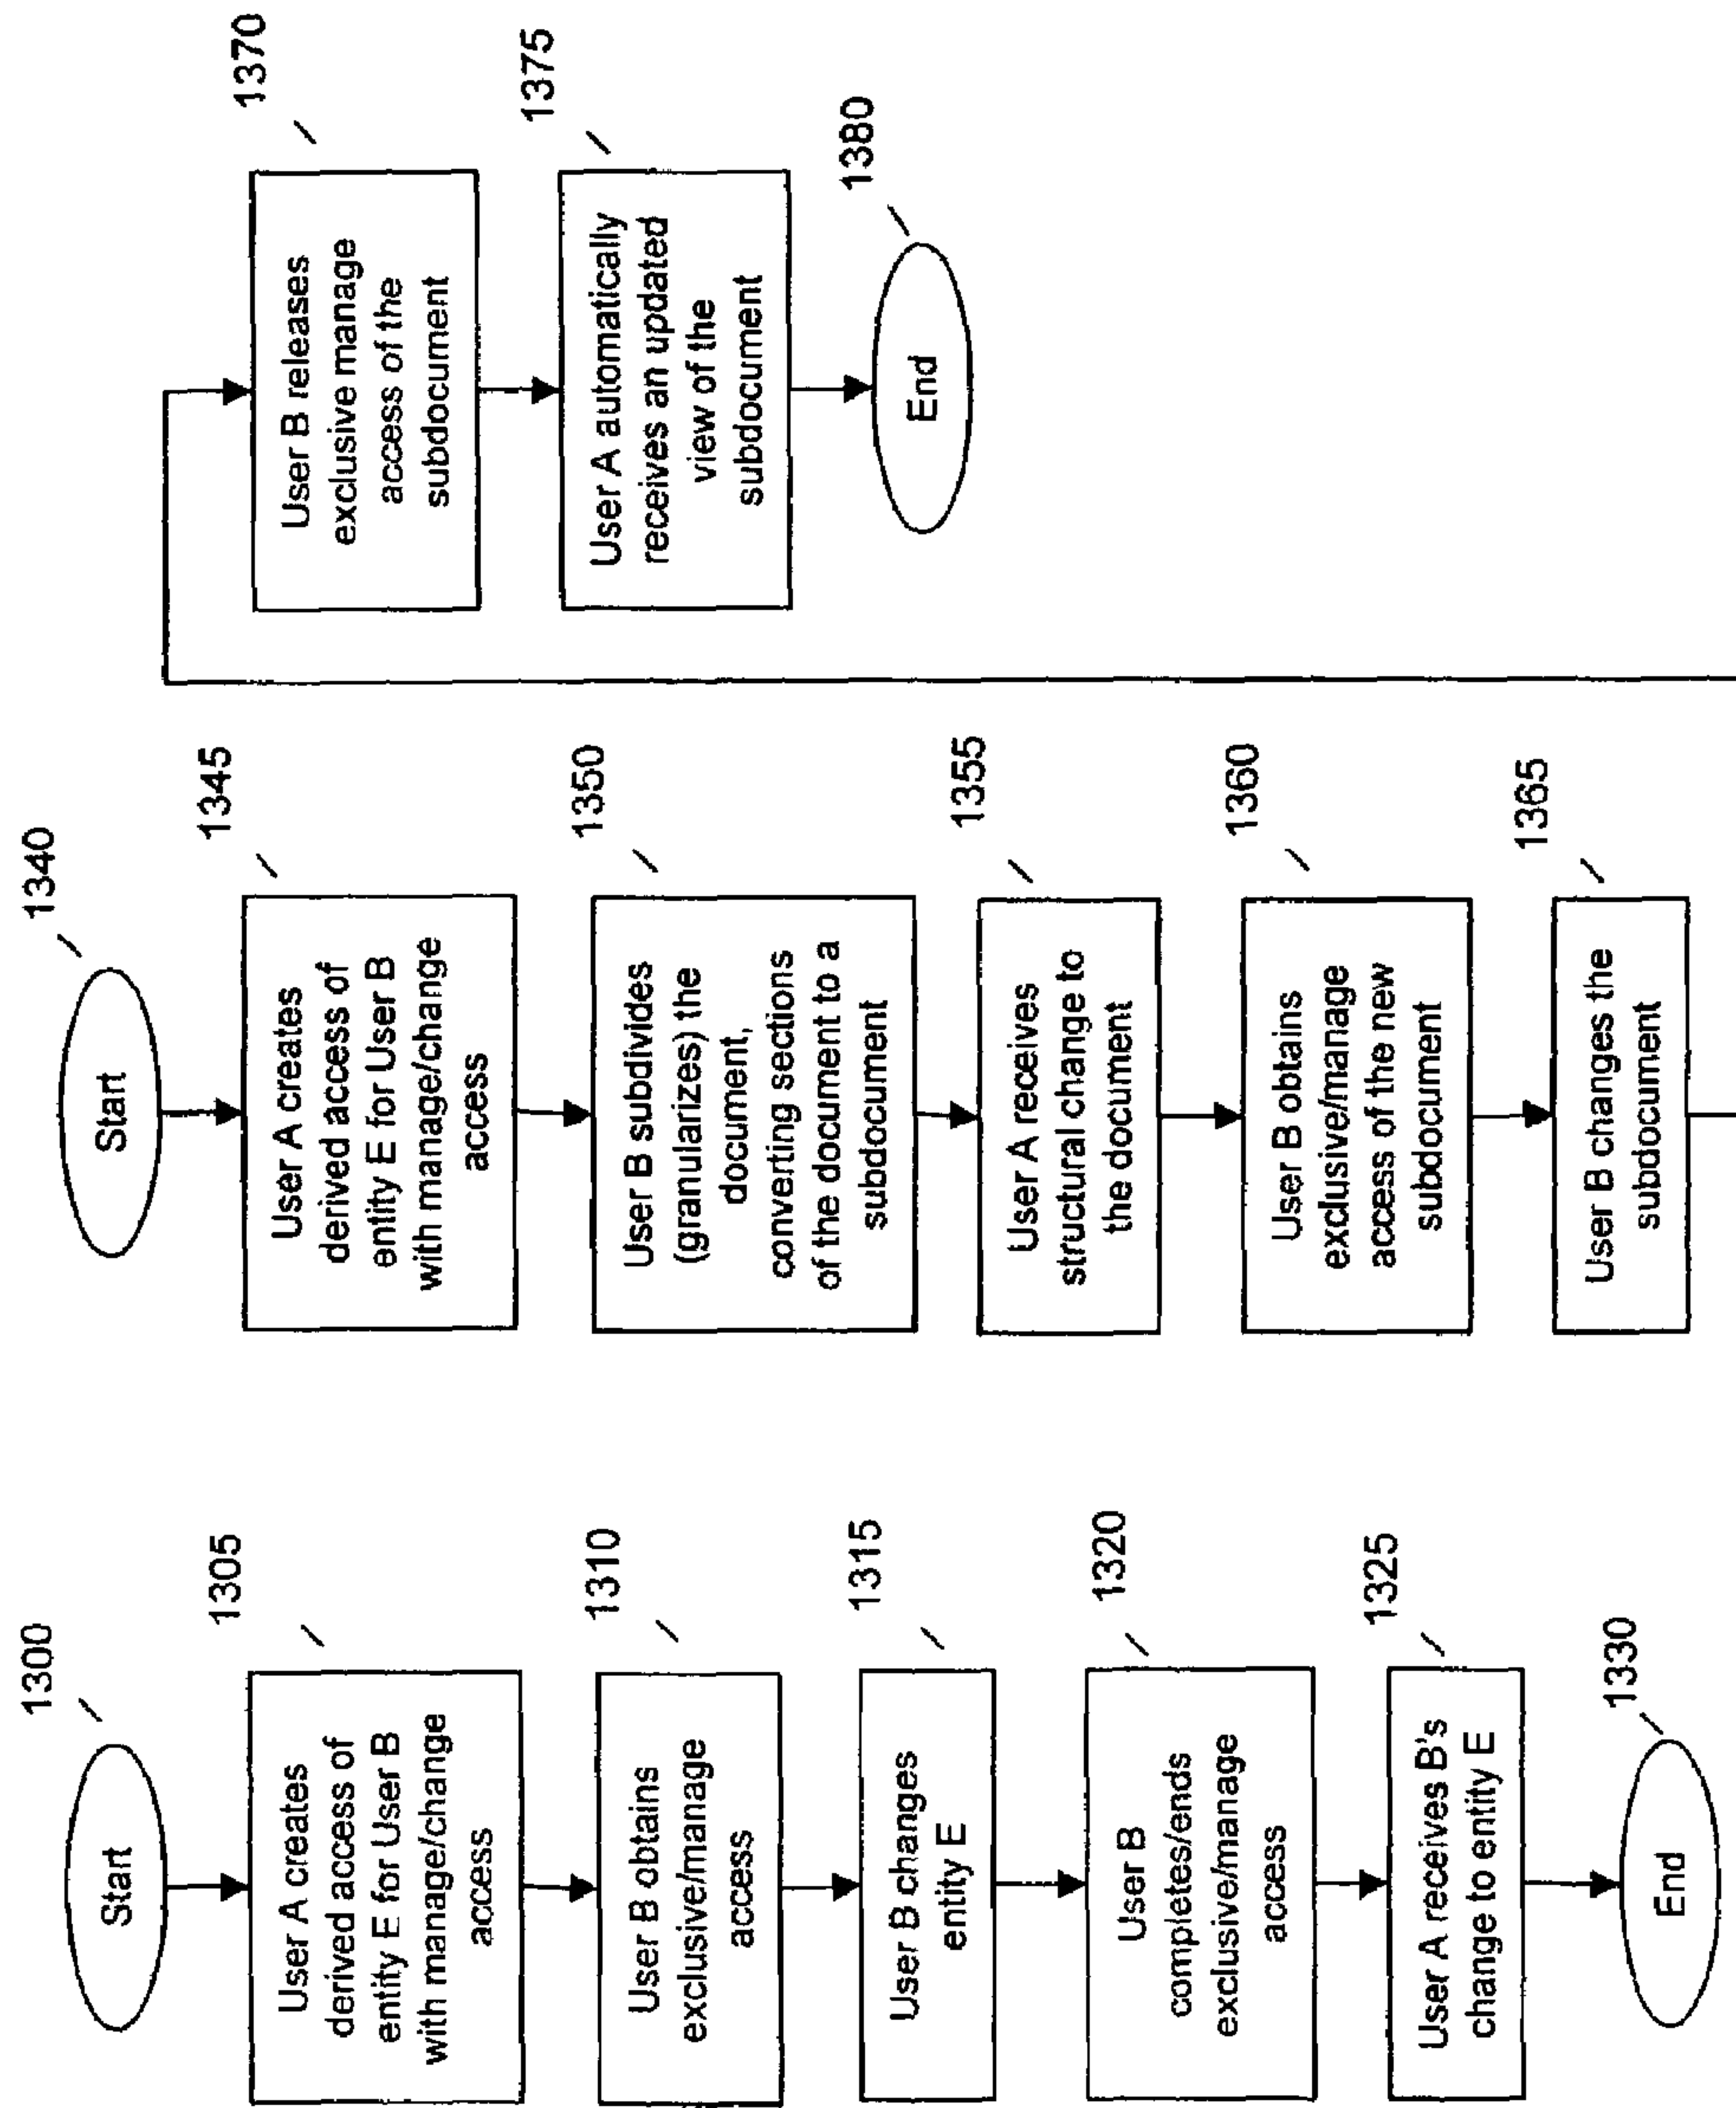 1300
Start
1305
User A creates
derived access of
entity E for User B
with manage/change
access
1310
User B obtains
exclusive/manage
access
1315
User B changes
entity E
1320
User B
completes/ends
exclusive/manage
access
1325
User A receives B's
change to entity E
1330
End
1340
Start
1345
User A creates
derived access of
entity E for User B
with manage/change
access
1350
User B subdivides
(granularizes) the
document,
converting sections
of the document to a
subdocument
1355
User A receives
structural change to
the document
1360
User B obtains
exclusive/manage
access of the new
subdocument
1365
User B changes the
subdocument
1370
User B releases
exclusive manage
access of the
subdocument
1375
User A automatically
receives an updated
view of the
subdocument
1380
End